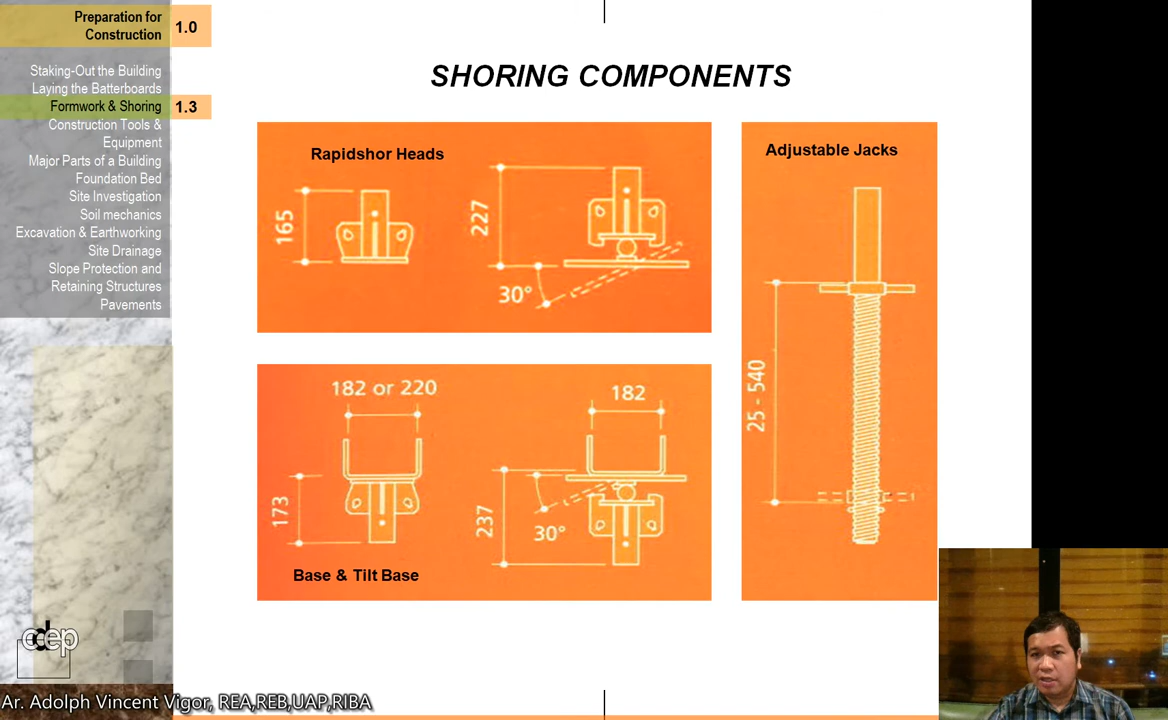 Preparation for
Construction
1.0
Staking-Out the Building
Laying the Batterboards
Formwork & Shoring
1.3
Construction Tools &
Equipment
Major Parts of a Building
Foundation Bed
Site Investigation
Soil mechanics
Excavation & Earthworking
Site Drainage
Slope Protection and
Retaining Structures
Pavements
SHORING COMPONENTS
Rapidshor Heads
165
227
30°
182 or 220
182
173
237
30°
Base & Tilt Base
Adjustable Jacks
25 - 540
cdep
Ar. Adolph Vincent Vigor, REA,REB,UAP,RIBA